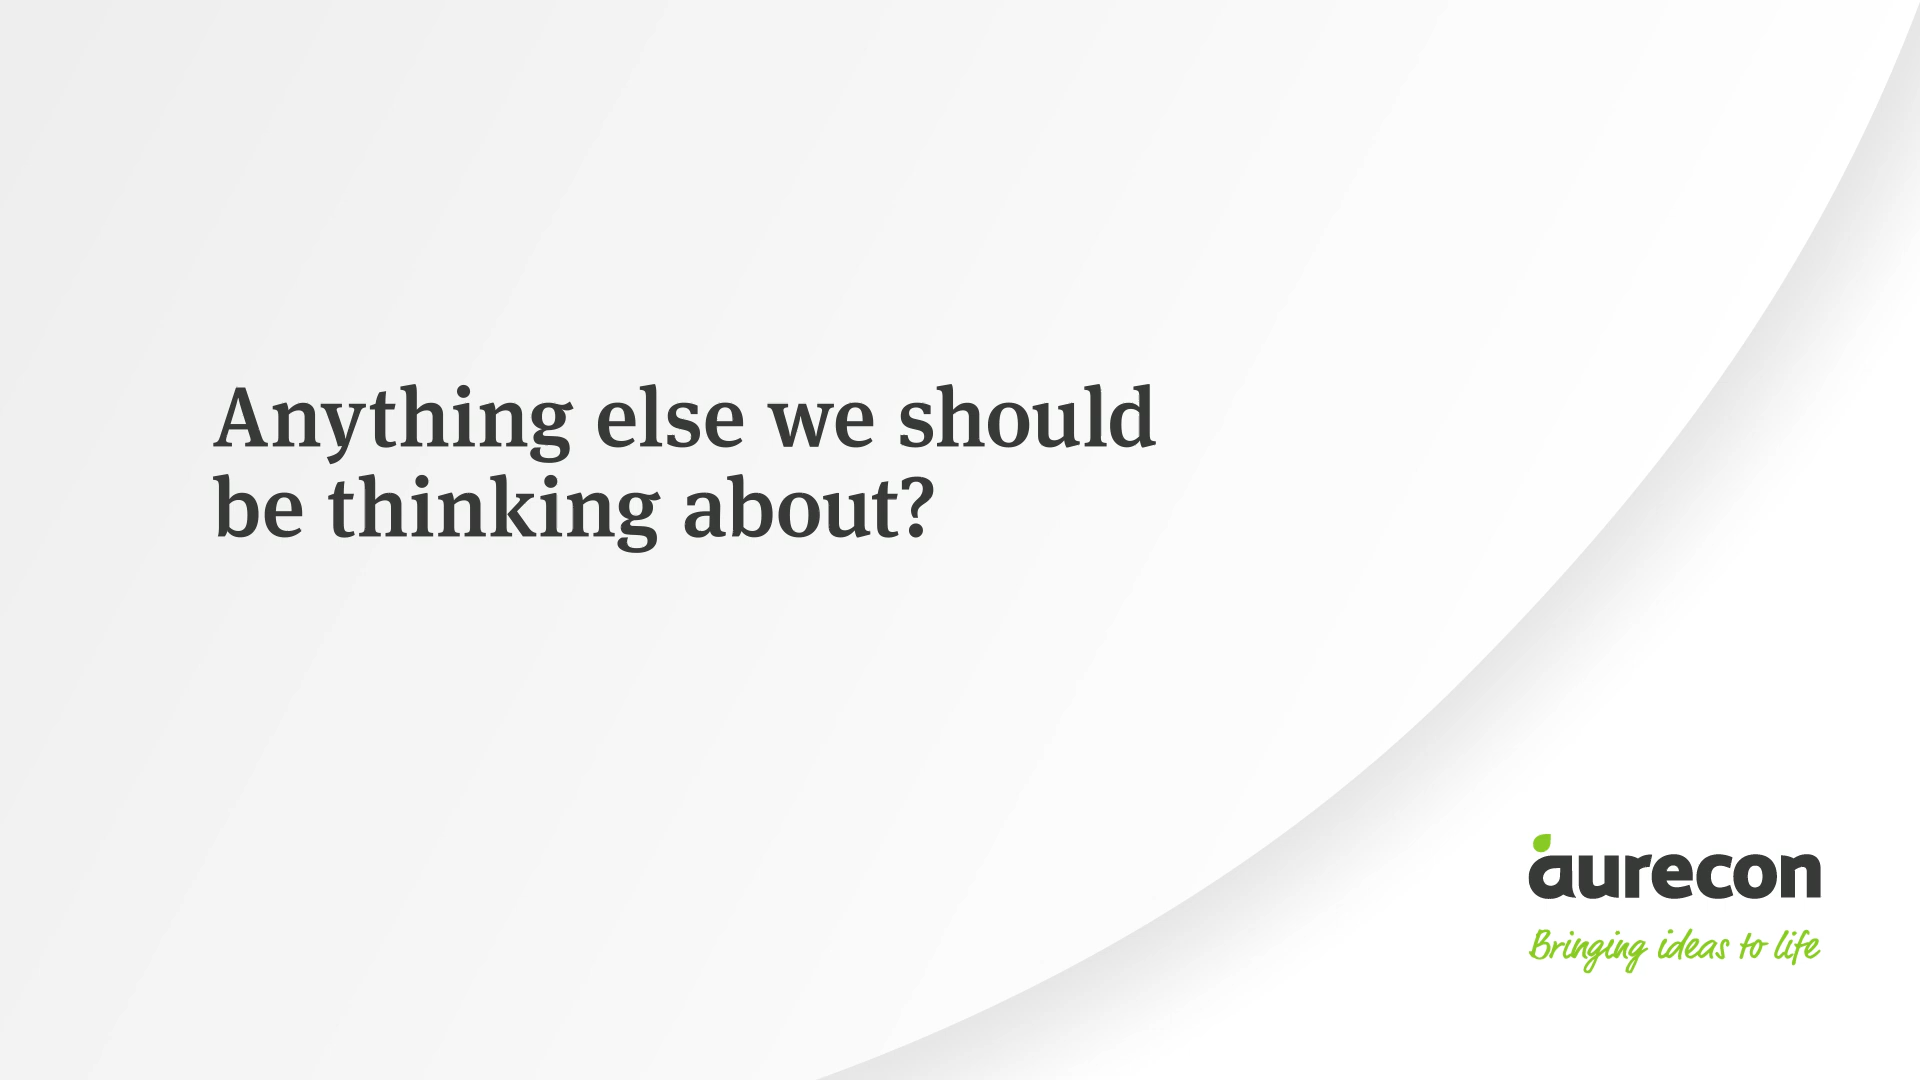 Anything else we should
be thinking about?
aurecon
Bringing ideas to life